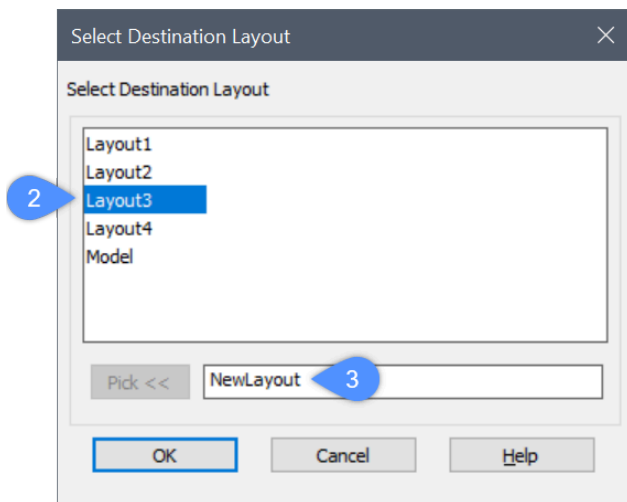 Select Destination Layout
Select Destination Layout
Layout1
Layout2
2
Layout3
Layout4
Model
Pick <<
NewLayout
3
OK
Cancel
Help